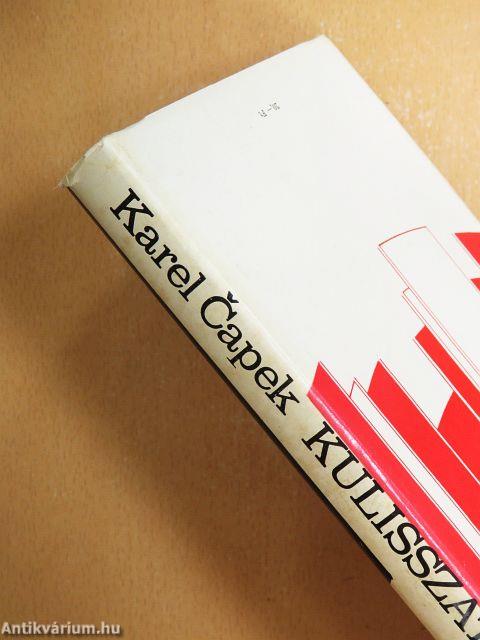 Karel Čapek KULISSZA
Antikvárium.hu